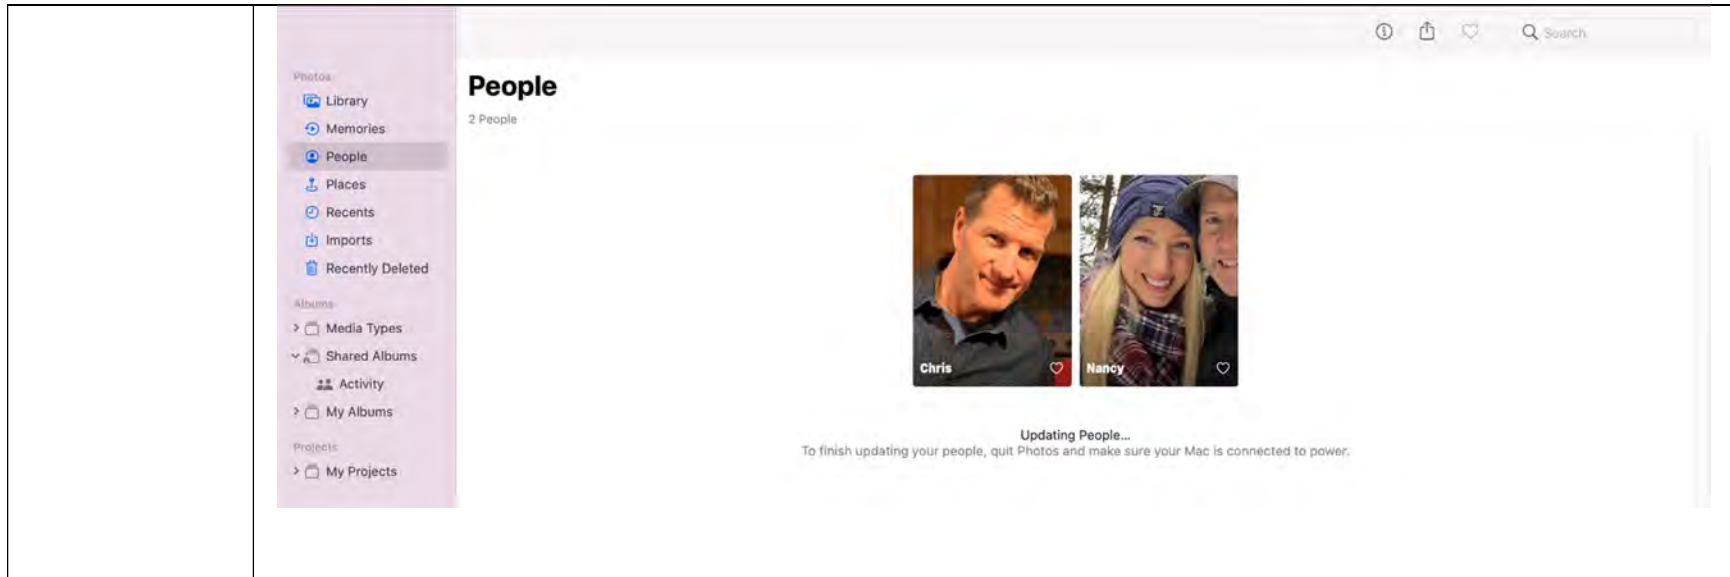 Search
Photos
Library
Memories
People
Places
Recents
Imports
Recently Deleted
Albums
Media Types
Shared Albums
Activity
My Albums
Projects
My Projects
People
2 People
Chris
Nancy
Updating People...
To finish updating your people, quit Photos and make sure your Mac is connected to power.